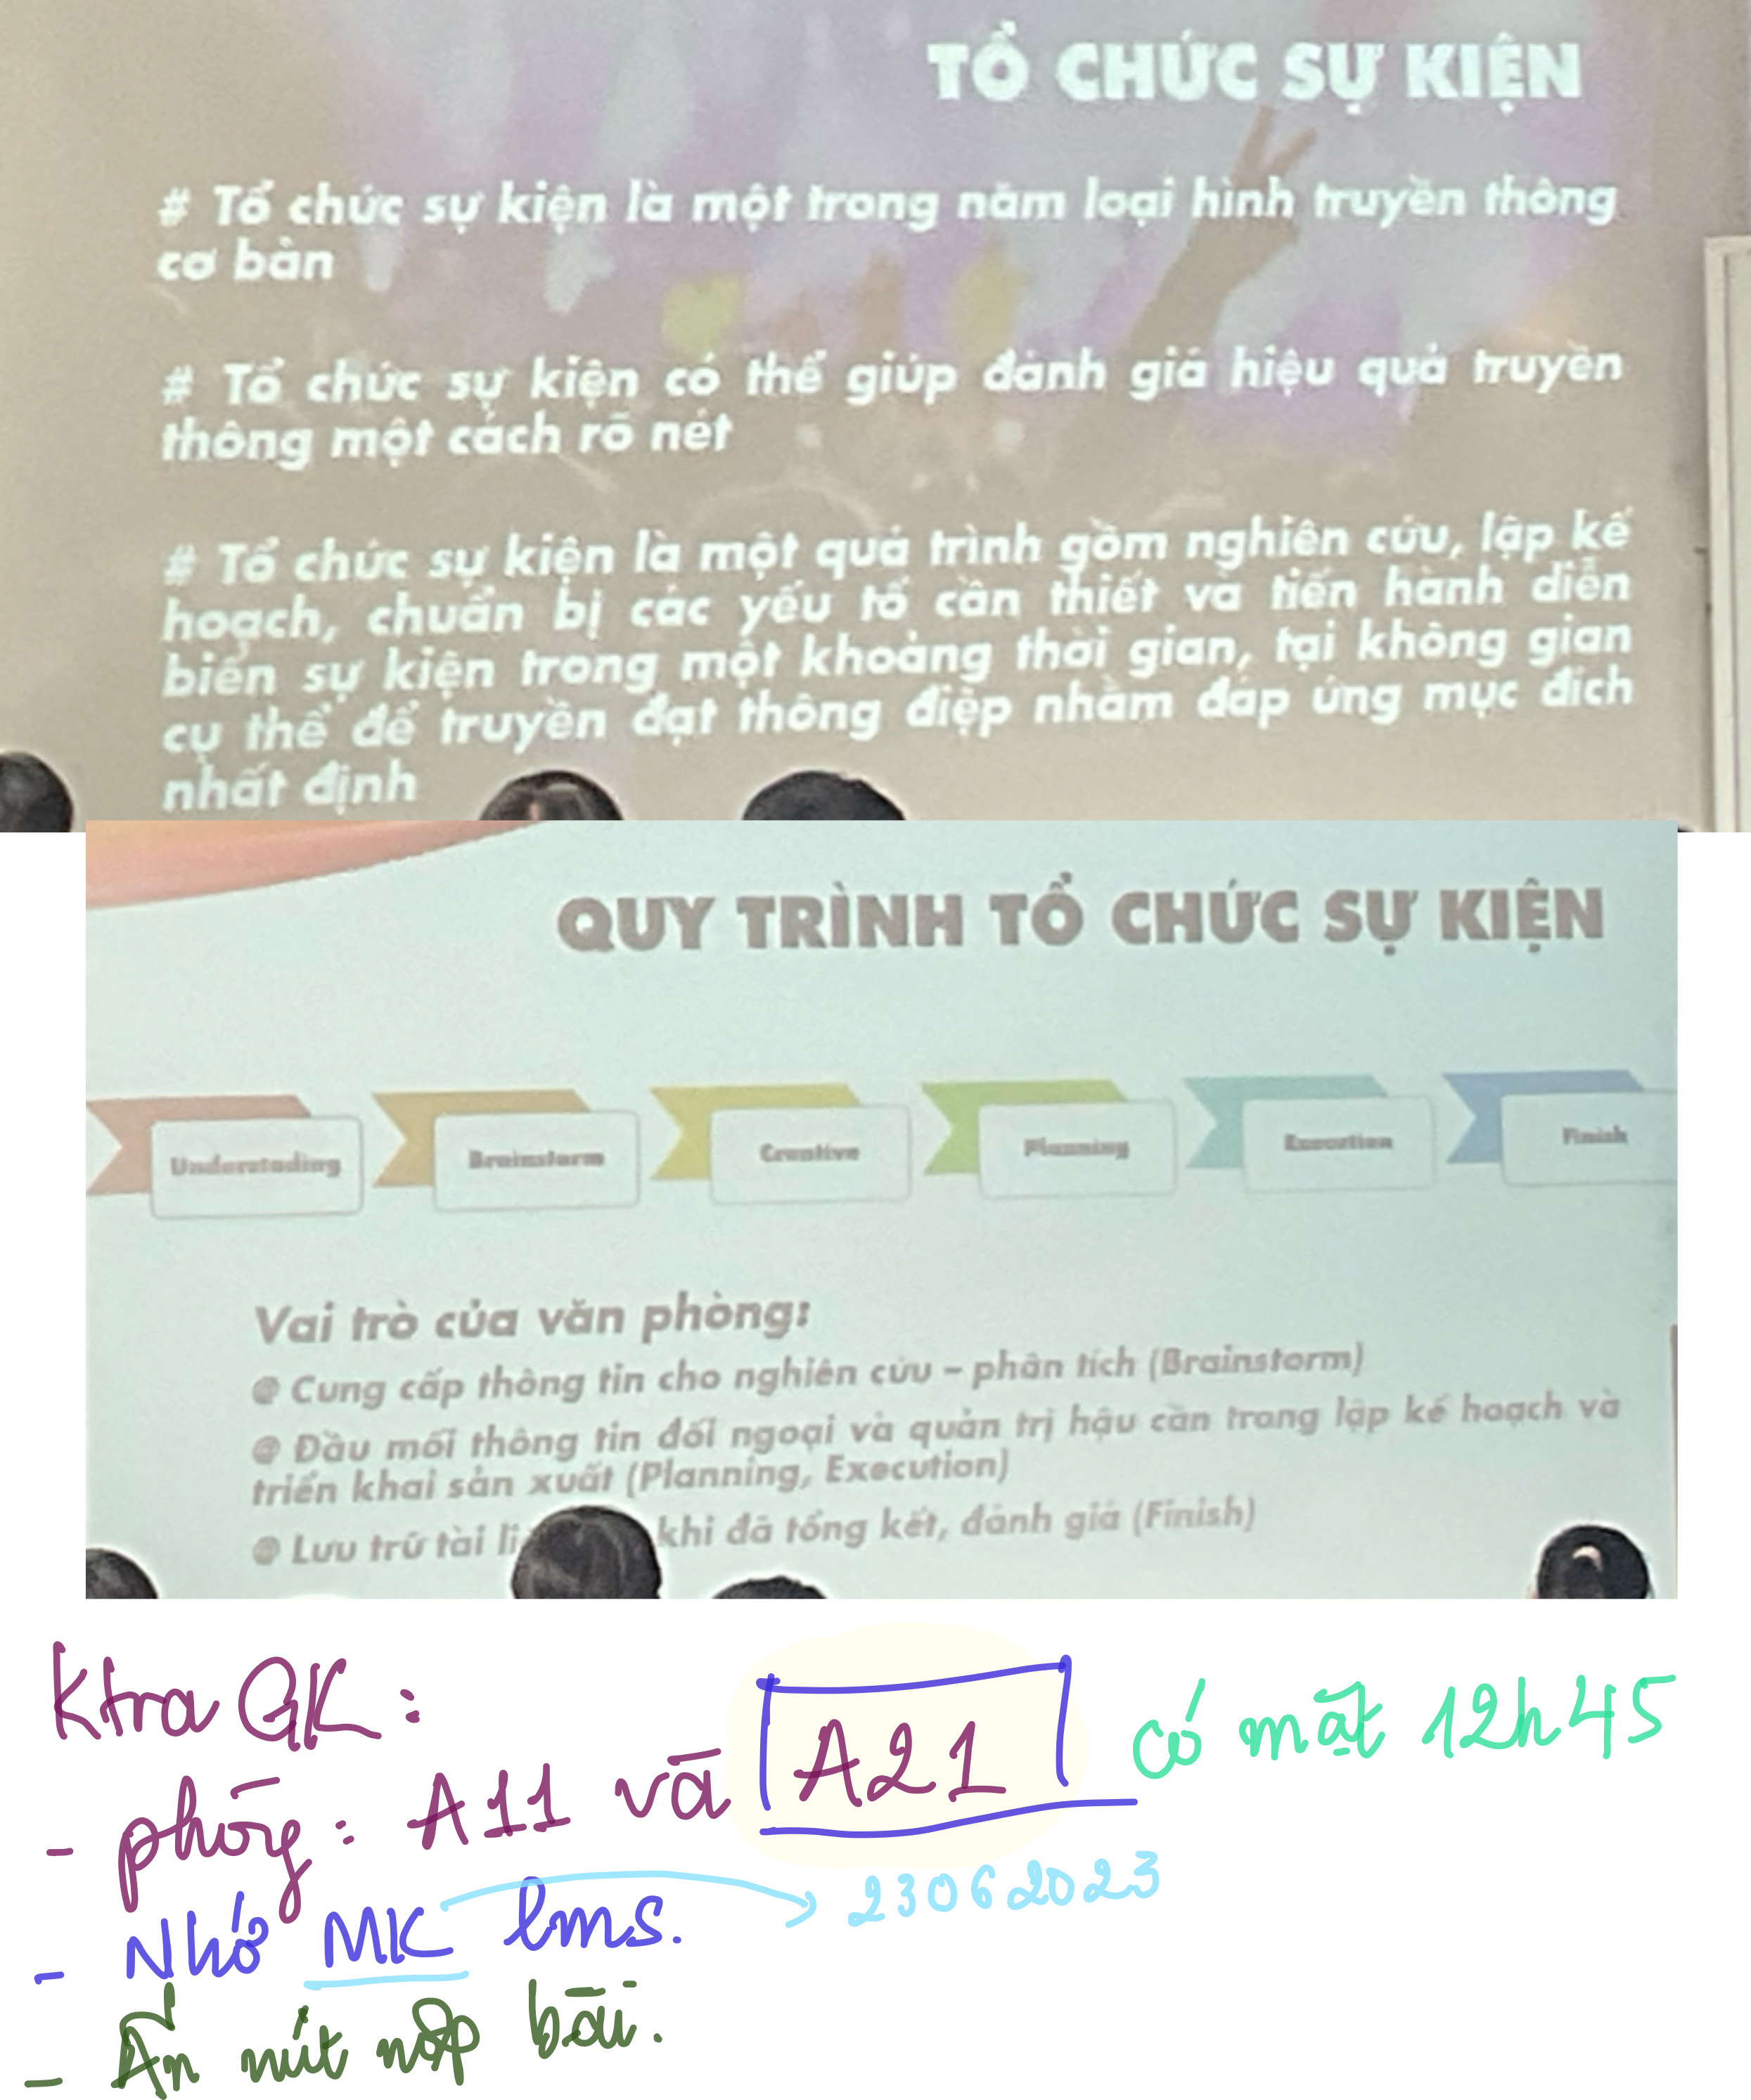 TỔ CHỨC SỰ KIỆN
# Tổ chức sự kiện là một trong năm loại hình truyền thông
cơ bản
# Tổ chức sự kiện có thể giúp đánh giá hiệu quả truyền
thông một cách rõ nét
# Tổ chức sự kiện là một quá trình gồm nghiên cứu, lập kế
hoạch, chuẩn bị các yếu tố cần thiết và tiến hành diễn
biến sự kiện trong một khoảng thời gian, tại không gian
cụ thể để truyền đạt thông điệp nhằm đáp ứng mục đích
nhất định
QUY TRÌNH TỔ CHỨC SỰ KIỆN
Understading Brainstorm Creative Planning Execution Finish
Vai trò của văn phòng:
@ Cung cấp thông tin cho nghiên cứu – phân tích (Brainstorm)
@ Đầu mối thông tin đối ngoại và quản trị hậu cần trong lập kế hoạch và
triển khai sản xuất (Planning, Execution)
@ Lưu trữ tài khi đã tổng kết, đánh giá (Finish)
Ktra GK:
- phòng: A11 và A21 có mặt 12h45
- Nhớ MK lms. → 23062023
- Ấn nút nộp bài.